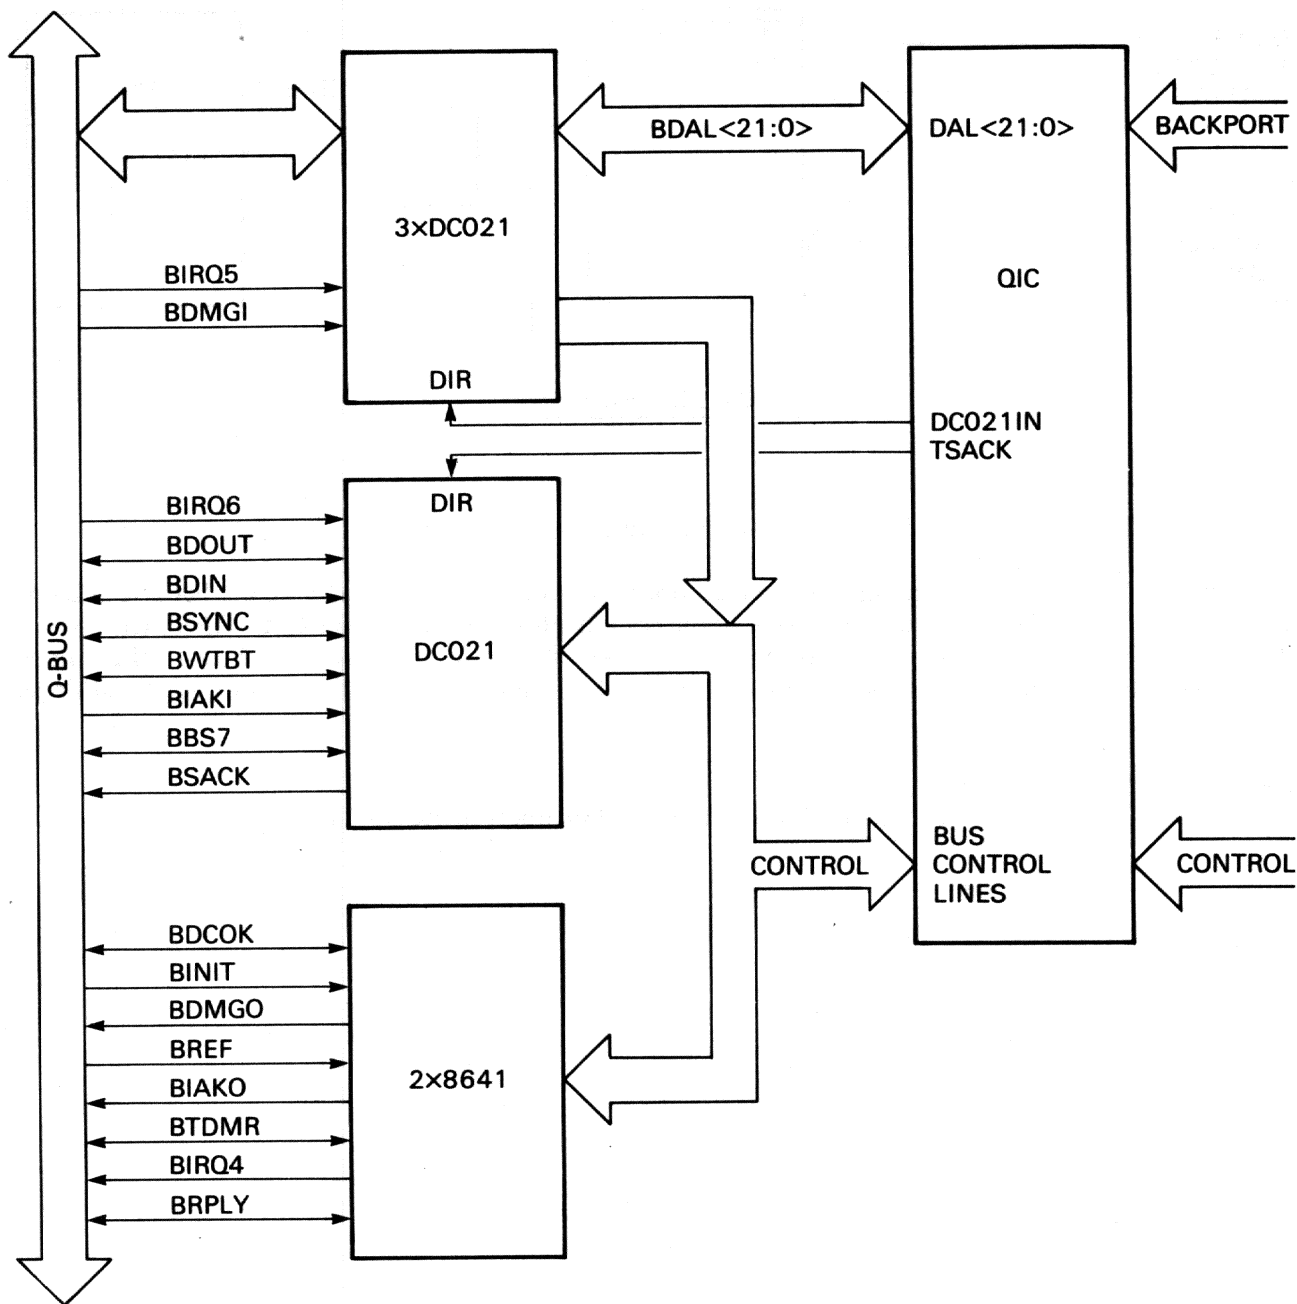 BDAL<21:0>
DAL<21:0>
BACKPORT
3×DC021
BIRQ5
BDMGI
QIC
DIR
DC021IN
TSACK
DIR
BIRQ6
BDOUT
BDIN
BSYNC
BWTBT
BIAKI
BBS7
BSACK
DC021
Q-BUS
CONTROL
BUS
CONTROL
LINES
CONTROL
BDCOK
BINIT
BDMGO
BREF
BIAKO
BTDMR
BIRQ4
BRPLY
2×8641